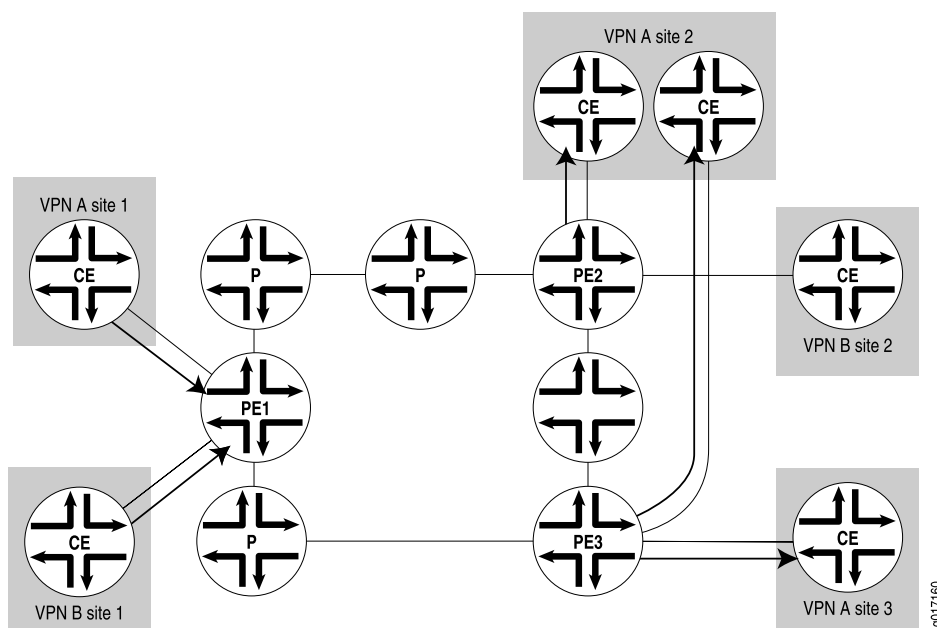 VPN A site 2
CE
CE
VPN A site 1
CE
P
P
PE2
CE
VPN B site 2
PE1
CE
VPN B site 1
P
PE3
CE
VPN A site 3
g017160